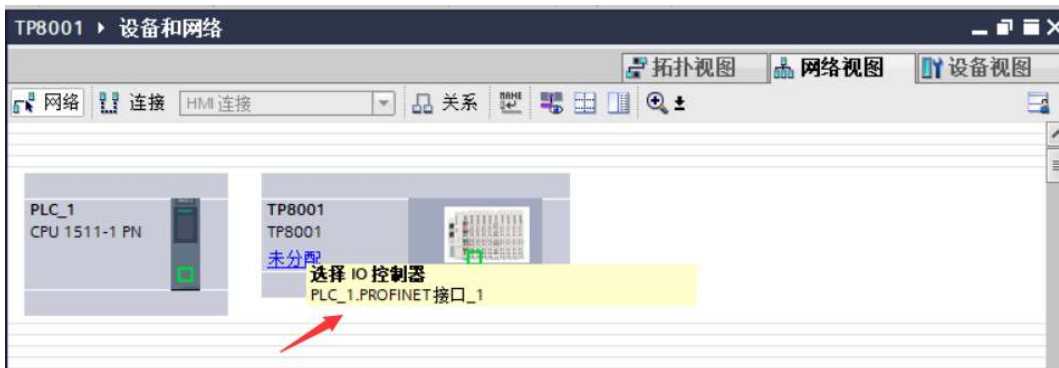 TP8001 ▸ 设备和网络
拓扑视图 网络视图 设备视图
网络 连接 HMI 连接 关系
PLC_1
CPU 1511-1 PN
TP8001
TP8001
未分配
选择 IO 控制器
PLC_1.PROFINET接口_1